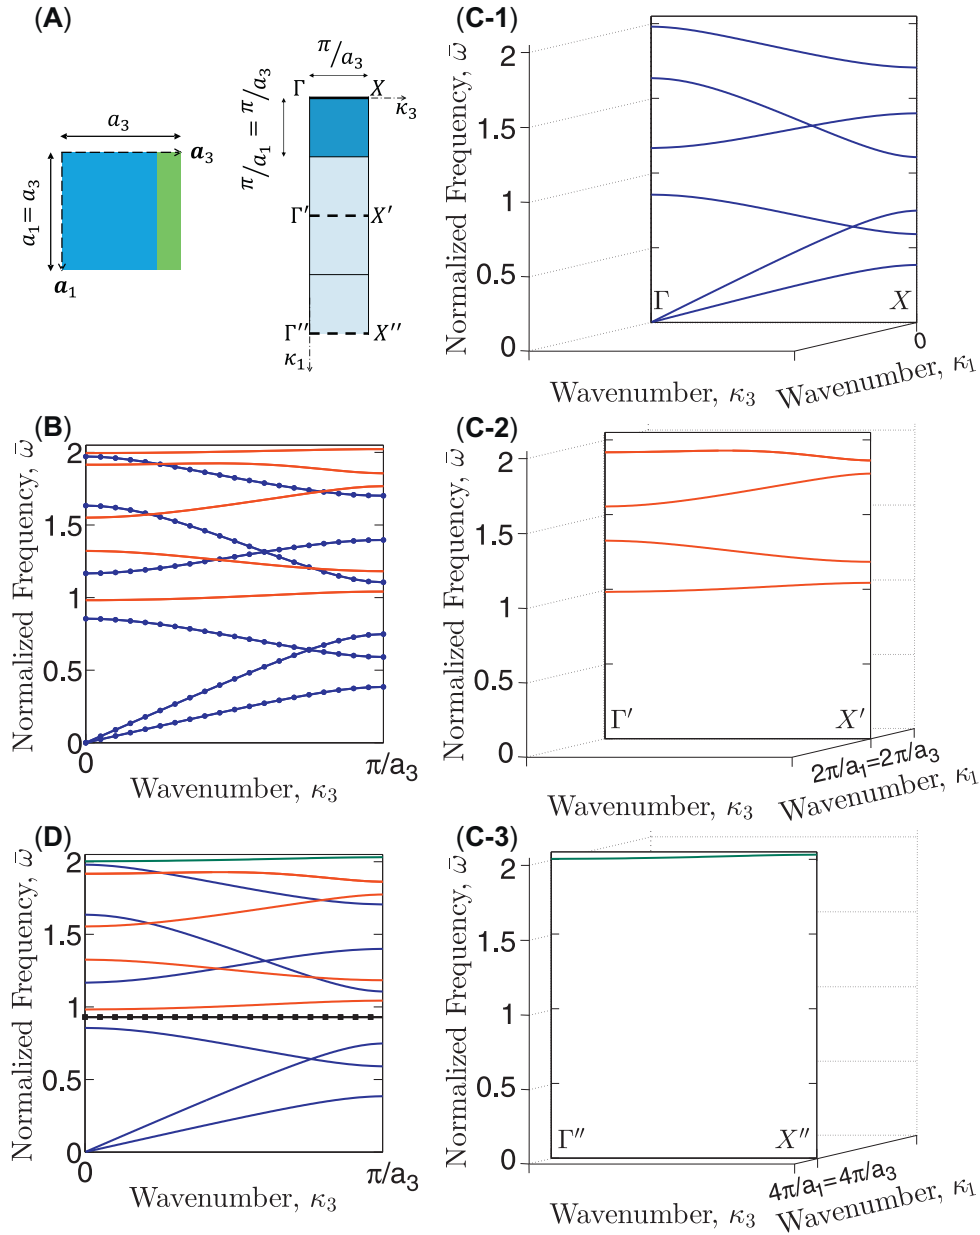 (A)
a₃
a₃
a₁ = a₃
a₁
π/a₃
Γ X
κ₃
π/a₁ = π/a₃
Γ′ X′
Γ″ X″
κ₁
(C-1)
Normalized Frequency, ω̄
2
1.5
1
0.5
0
Γ X
0
Wavenumber, κ₃
Wavenumber, κ₁
(B)
Normalized Frequency, ω̄
2
1.5
1
0.5
0
0 π/a₃
Wavenumber, κ₃
(C-2)
Normalized Frequency, ω̄
2
1.5
1
0.5
0
Γ′ X′
2π/a₁=2π/a₃
Wavenumber, κ₃
Wavenumber, κ₁
(D)
Normalized Frequency, ω̄
2
1.5
1
0.5
0
0 π/a₃
Wavenumber, κ₃
(C-3)
Normalized Frequency, ω̄
2
1.5
1
0.5
0
Γ″ X″
4π/a₁=4π/a₃
Wavenumber, κ₃
Wavenumber, κ₁